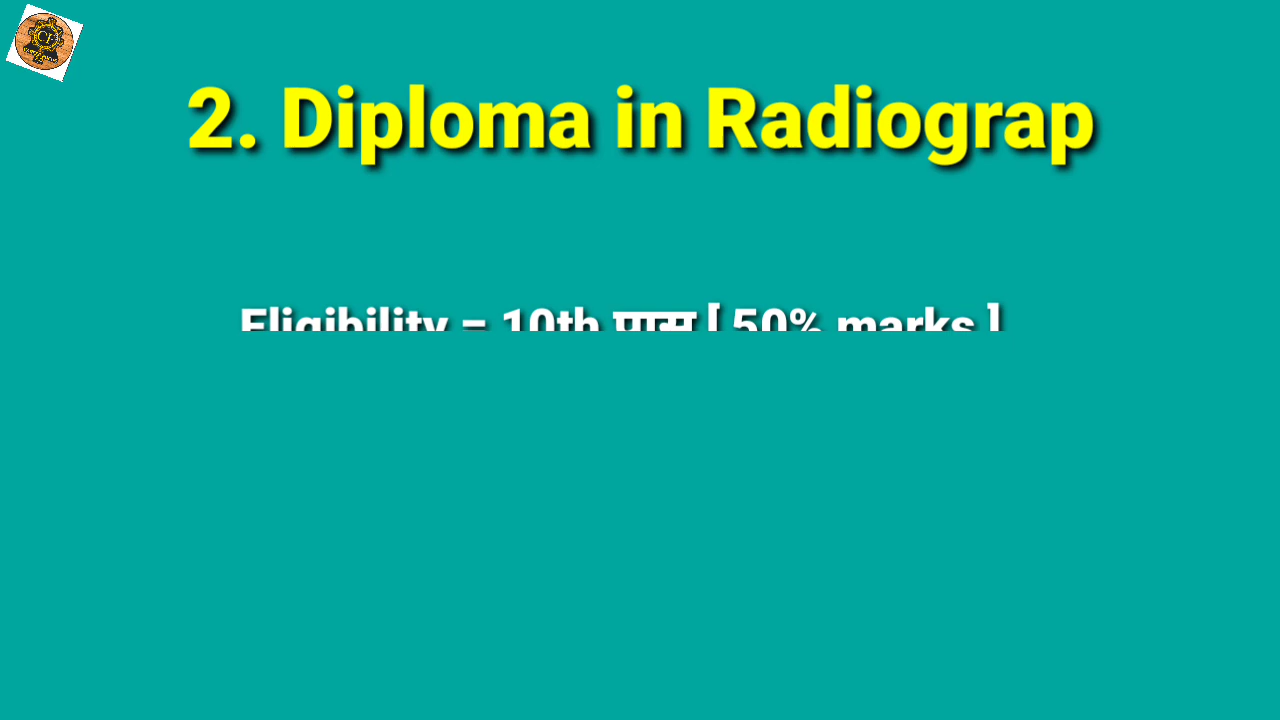 2. Diploma in Radiograp
Eligibility = 10th पास [ 50% marks ]